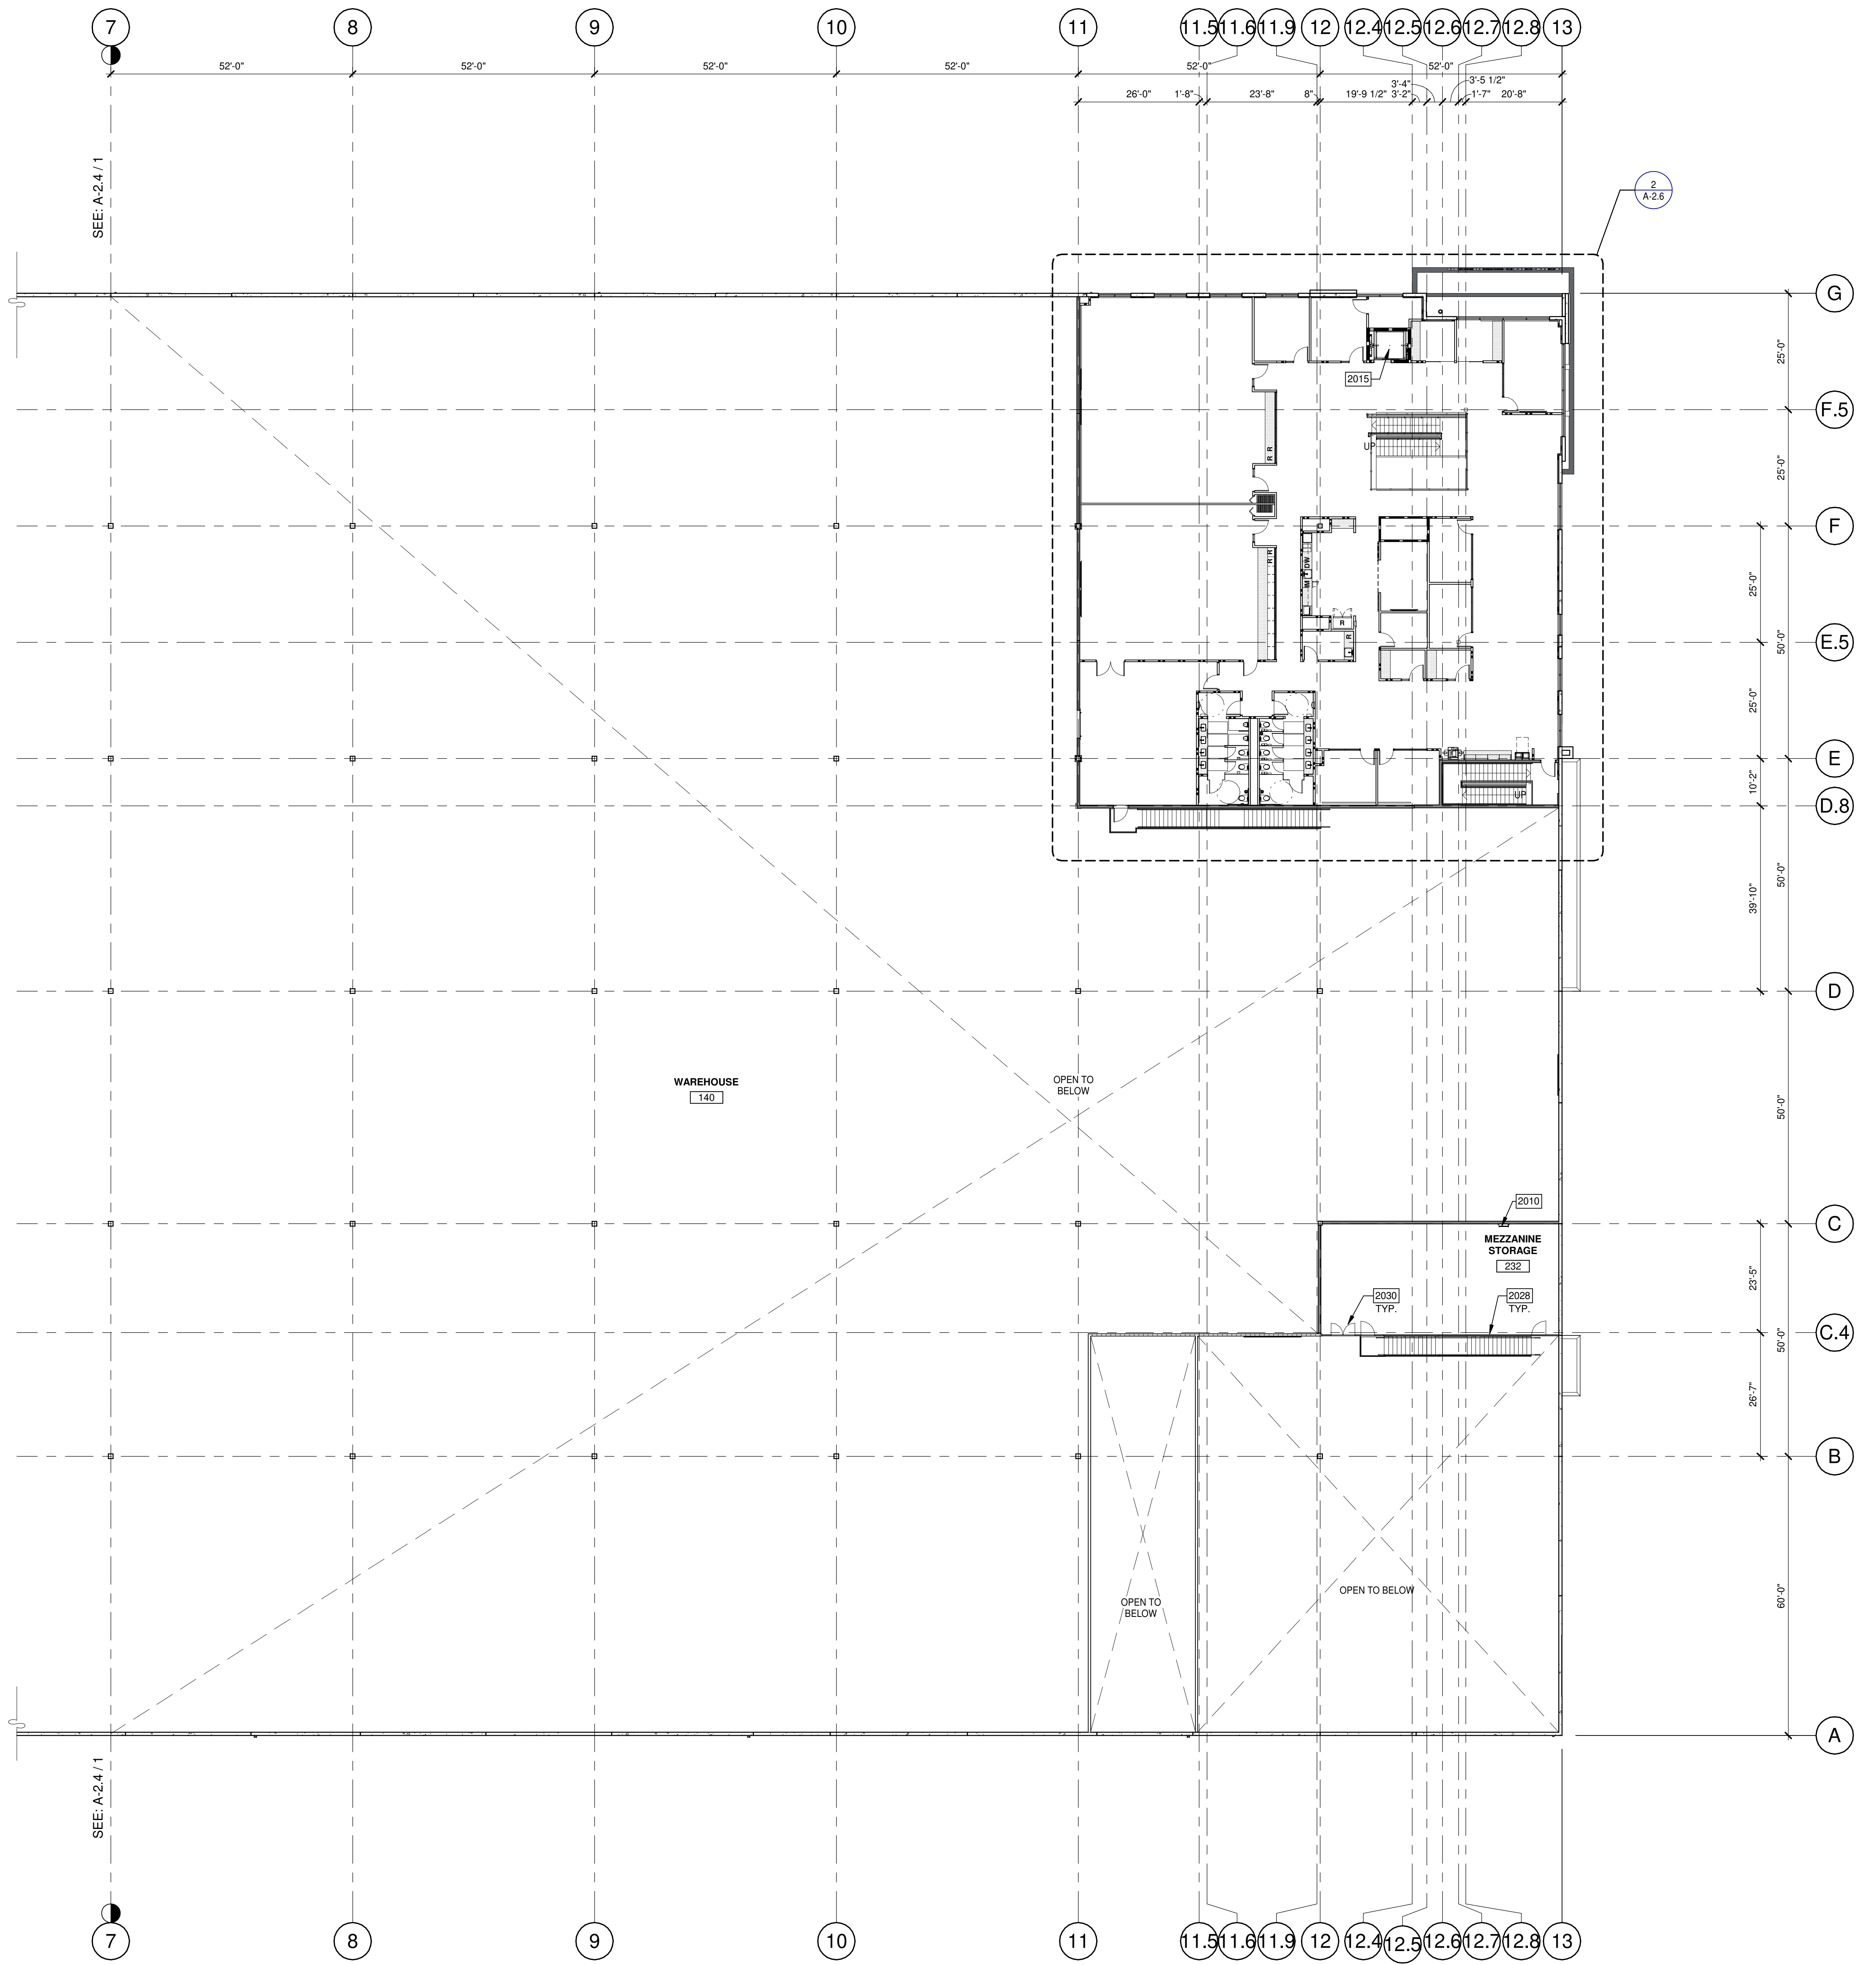 7
8
9
10
11
11.5
11.6
11.9
12
12.4
12.5
12.6
12.7
12.8
13
52'-0"
52'-0"
52'-0"
52'-0"
52'-0"
52'-0"
26'-0"
1'-8"
23'-8"
8"
19'-9 1/2"
3'-2"
3'-4"
3'-5 1/2"
1'-7"
20'-8"
SEE: A-2.4 / 1
2
A-2.6
G
25'-0"
2015
F.5
UP
R R
25'-0"
F
R
DW
M
25'-0"
R
R
E.5
50'-0"
25'-0"
E
UP
10'-2"
D.8
50'-0"
39'-10"
D
WAREHOUSE
140
OPEN TO
BELOW
50'-0"
2010
C
MEZZANINE
STORAGE
232
23'-5"
2030
TYP.
2028
TYP.
C.4
50'-0"
26'-7"
B
OPEN TO BELOW
OPEN TO
BELOW
60'-0"
A
SEE: A-2.4 / 1
7
8
9
10
11
11.5
11.6
11.9
12
12.4
12.5
12.6
12.7
12.8
13